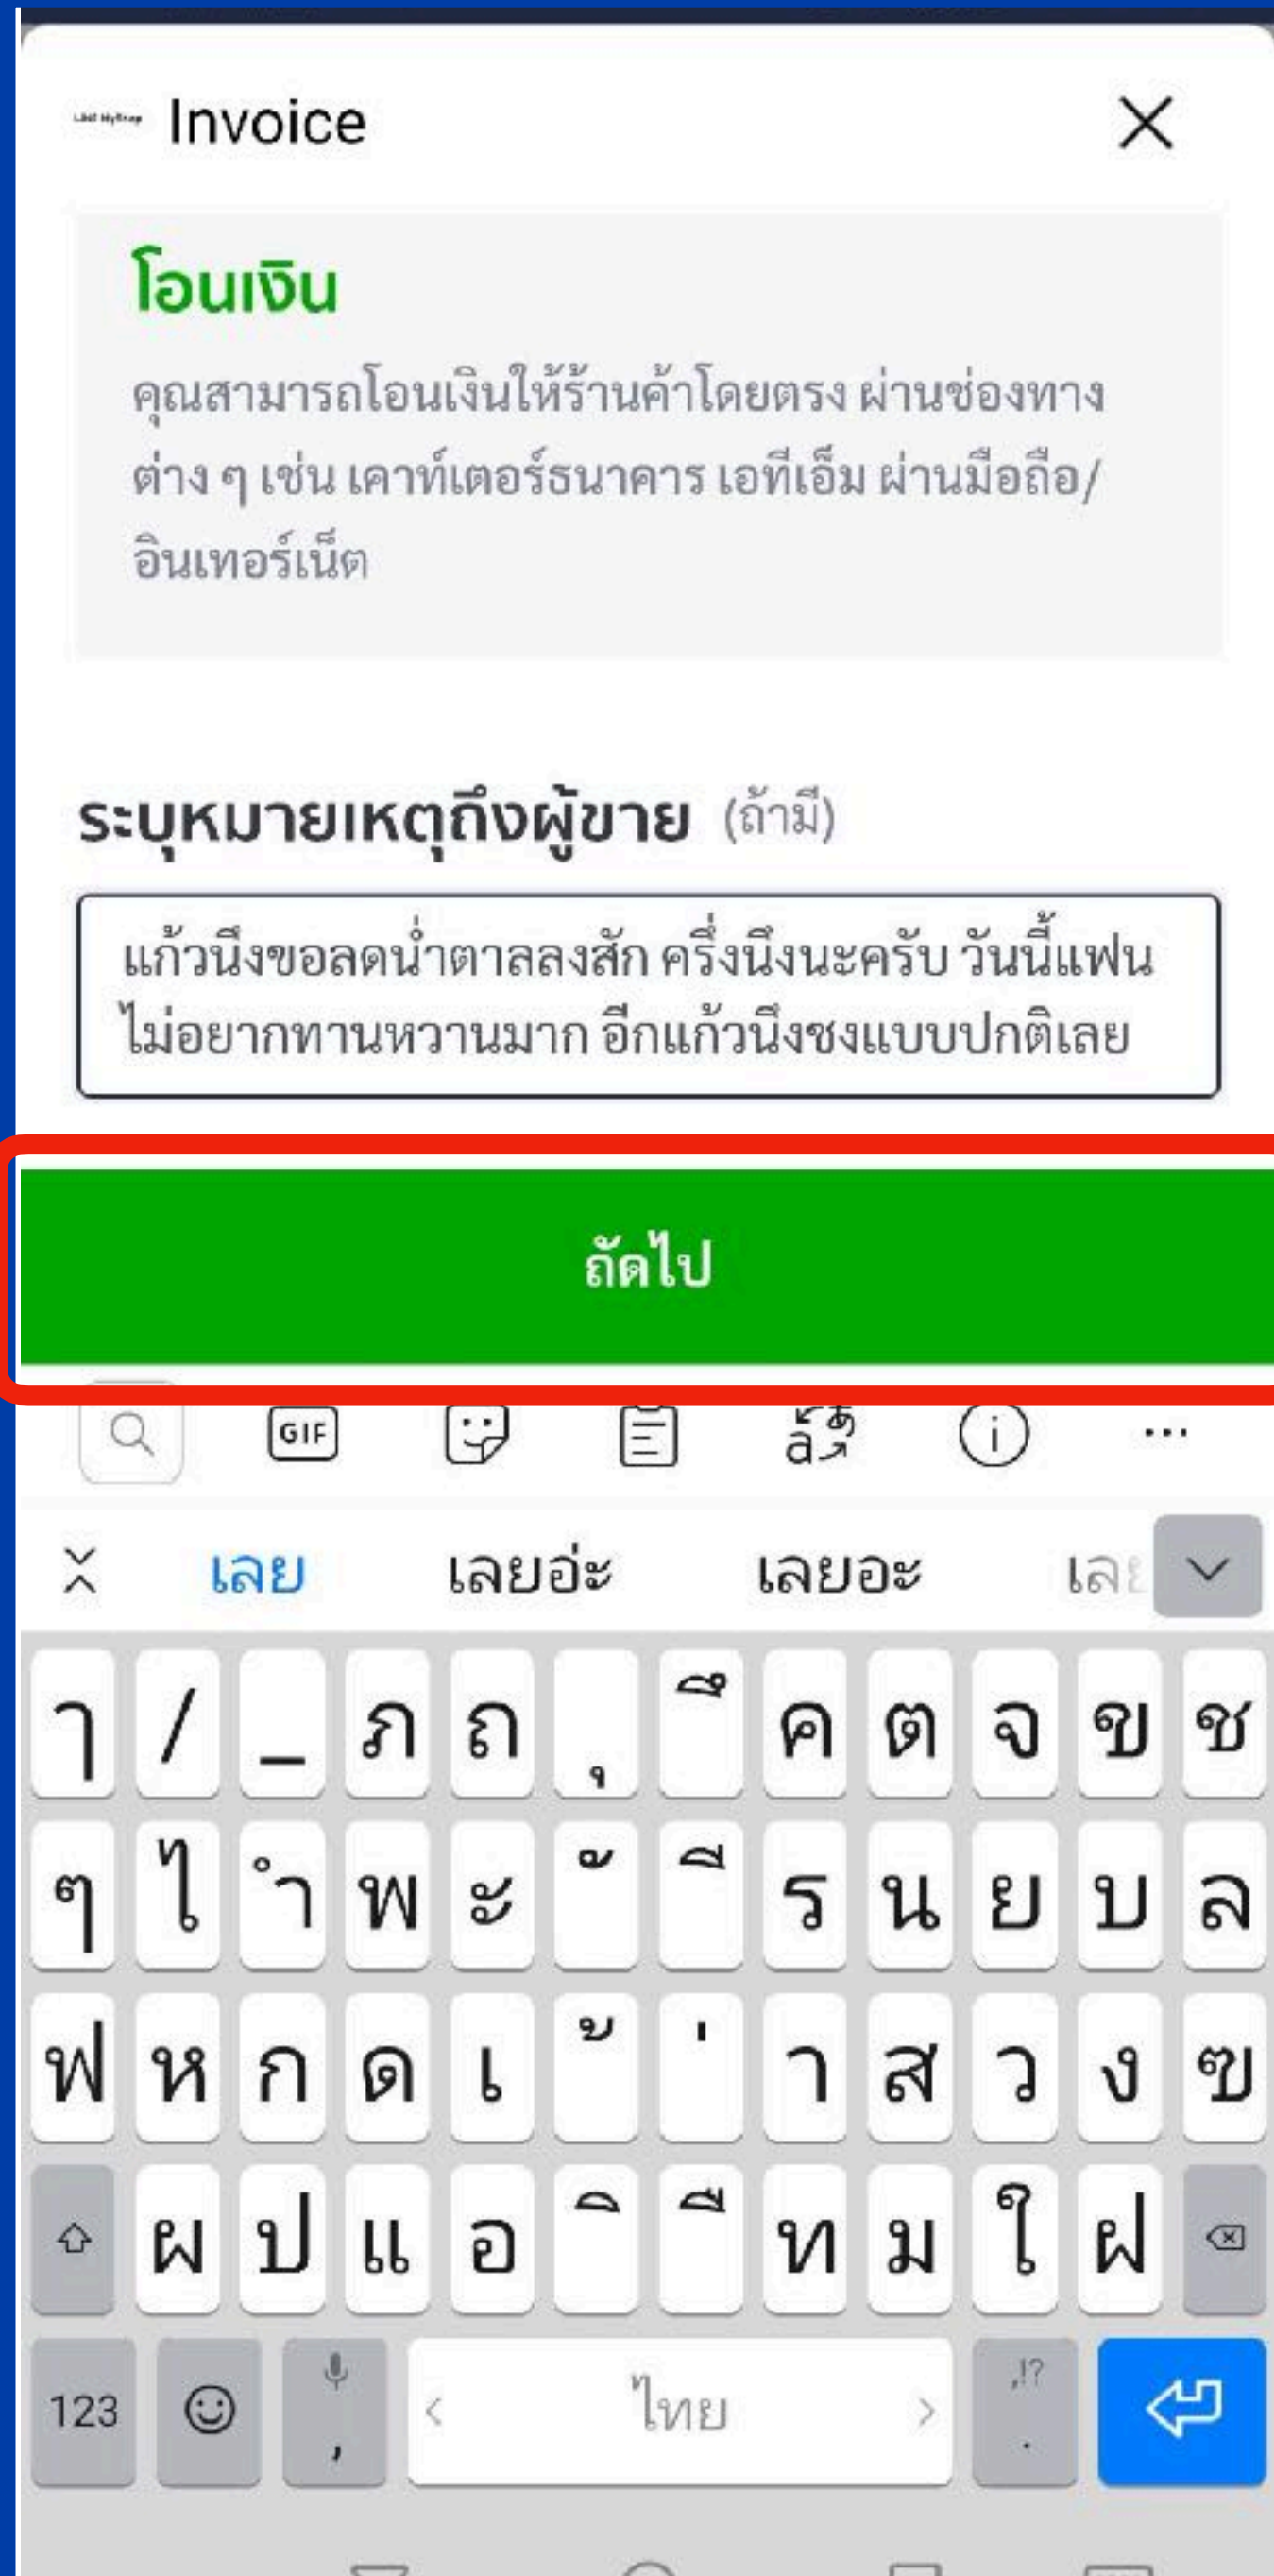 LINE MyShop Invoice
โอนเงิน
คุณสามารถโอนเงินให้ร้านค้าโดยตรง ผ่านช่องทาง
ต่าง ๆ เช่น เคาท์เตอร์ธนาคาร เอทีเอ็ม ผ่านมือถือ/
อินเทอร์เน็ต
ระบุหมายเหตุถึงผู้ขาย (ถ้ามี)
แก้วนึงขอลดน่ำตาลลงสัก ครึ่งนึงนะครับ วันนี้แฟน
ไม่อยากทานหวานมาก อีกแก้วนึงชงแบบปกติเลย
ถัดไป
GIF
เลย เลยอ่ะ เลยอะ
ๅ / _ ภ ถ ุ ึ ค ต จ ข ช
ๆ ไ ำ พ ะ ั ี ร น ย บ ล
ฟ ห ก ด เ ้ ่ า ส ว ง ฃ
ผ ป แ อ ิ ื ท ม ใ ฝ
123 , < ไทย > ,!? .